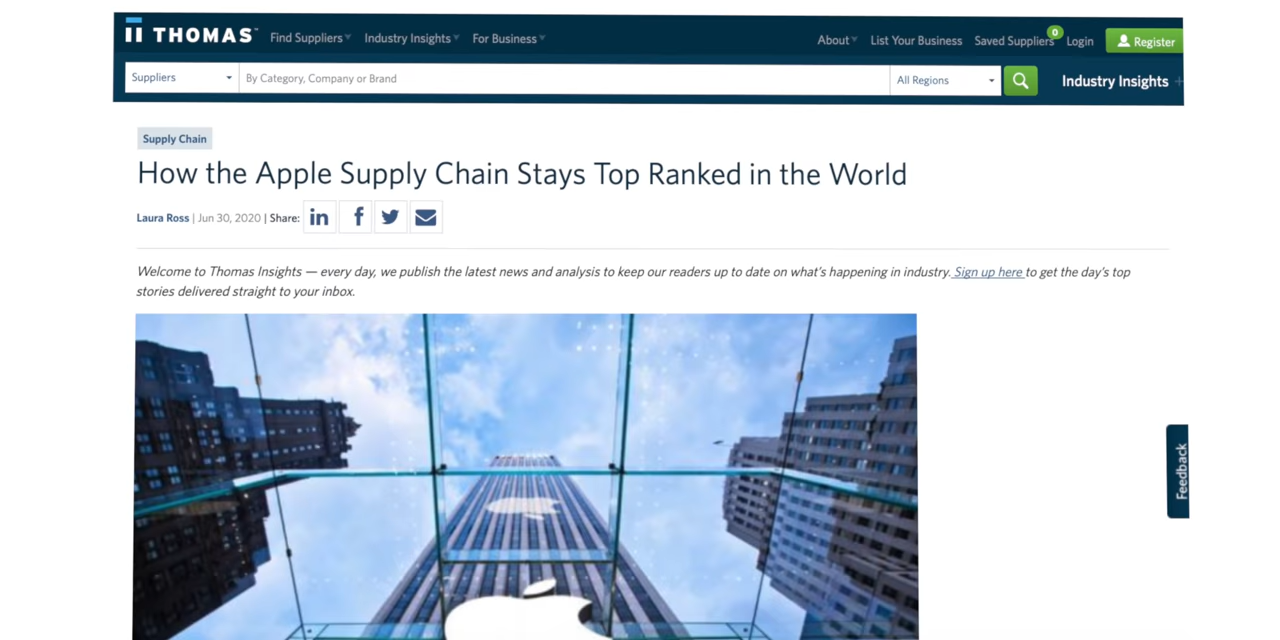 THOMAS™ Find Suppliers Industry Insights For Business About List Your Business Saved Suppliers 0 Login Register
Suppliers By Category, Company or Brand All Regions Industry Insights +
Supply Chain
How the Apple Supply Chain Stays Top Ranked in the World
Laura Ross | Jun 30, 2020 | Share: in f
Welcome to Thomas Insights — every day, we publish the latest news and analysis to keep our readers up to date on what's happening in industry. Sign up here to get the day's top
stories delivered straight to your inbox.
Feedback